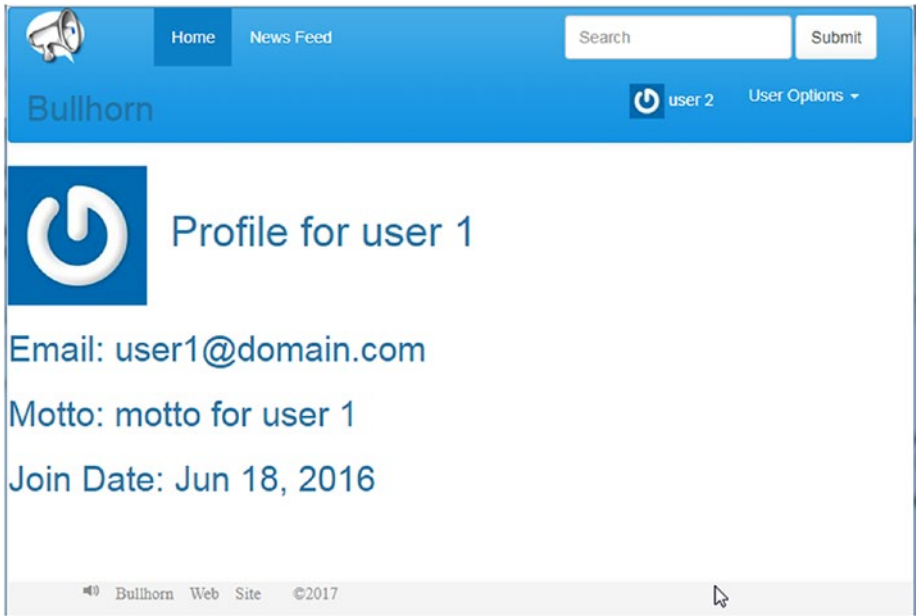 Home News Feed Search Submit
Bullhorn user 2 User Options
Profile for user 1
Email: user1@domain.com
Motto: motto for user 1
Join Date: Jun 18, 2016
Bullhorn Web Site ©2017